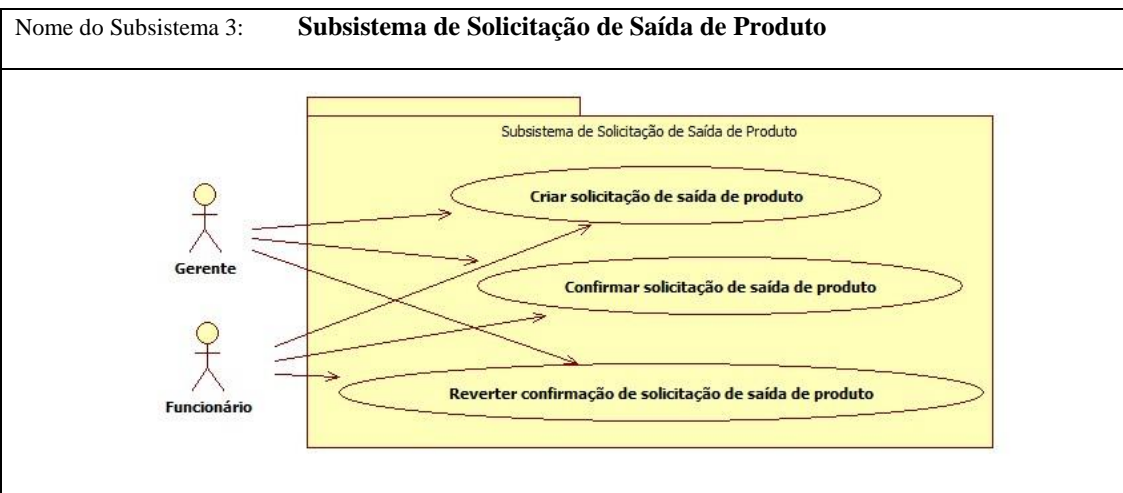 Nome do Subsistema 3: Subsistema de Solicitação de Saída de Produto
Subsistema de Solicitação de Saída de Produto
Criar solicitação de saída de produto
Gerente
Confirmar solicitação de saída de produto
Reverter confirmação de solicitação de saída de produto
Funcionário